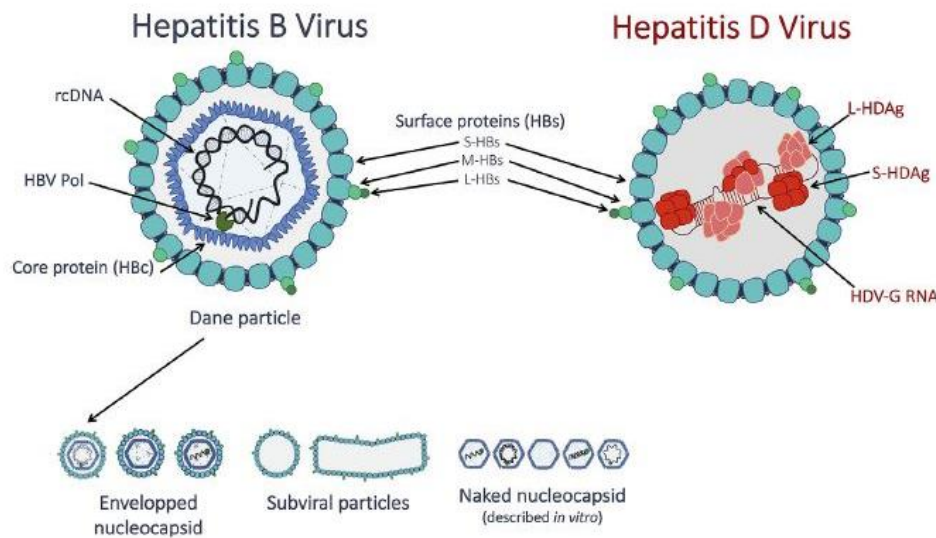 Hepatitis B Virus
Hepatitis D Virus
rcDNA
HBV Pol
Core protein (HBc)
Dane particle
Surface proteins (HBs)
S-HBs
M-HBs
L-HBs
L-HDAg
S-HDAg
HDV-G RNA
Envelopped
nucleocapsid
Subviral particles
Naked nucleocapsid
(described in vitro)